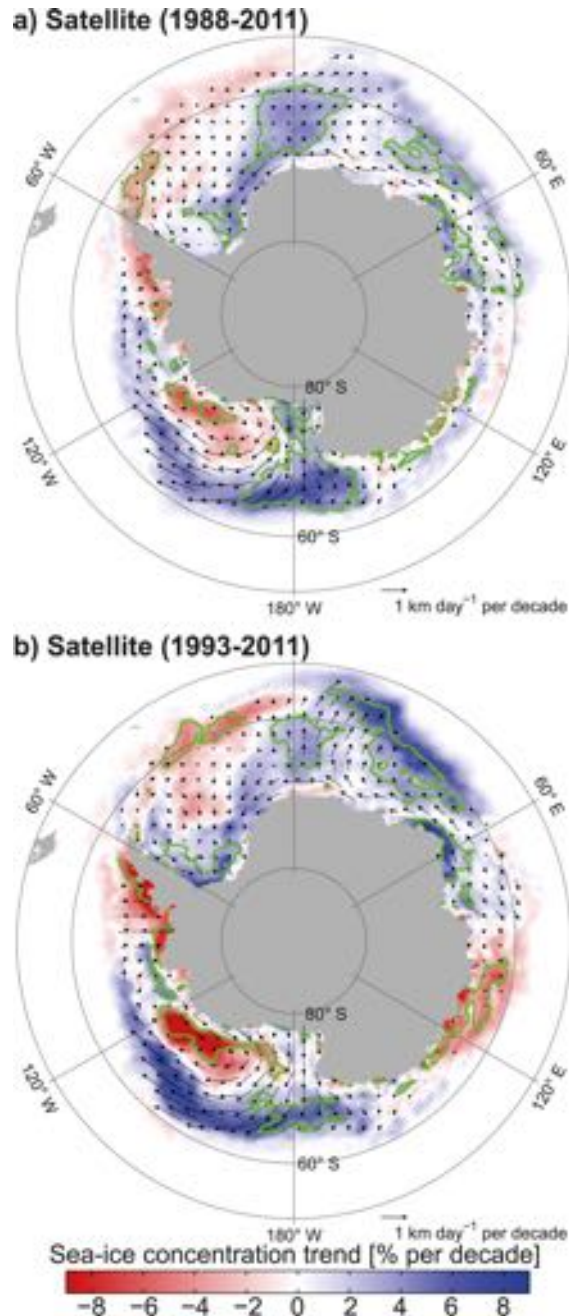 a) Satellite (1988-2011)
60° W
60° E
80° S
120° W
120° E
60° S
180° W
1 km day⁻¹ per decade
b) Satellite (1993-2011)
60° W
60° E
80° S
120° W
120° E
60° S
180° W
1 km day⁻¹ per decade
Sea-ice concentration trend [% per decade]
−8 −6 −4 −2 0 2 4 6 8